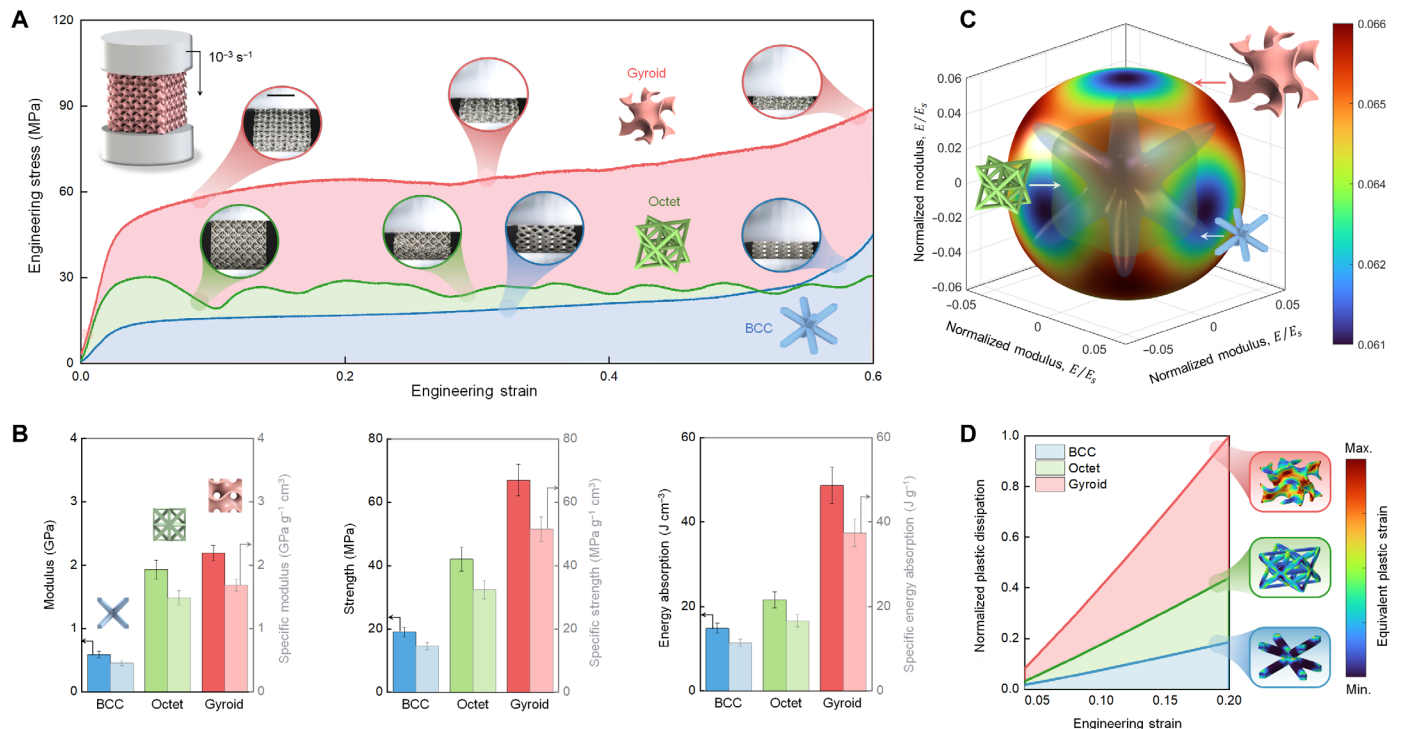 A
120
90
60
30
0
Engineering stress (MPa)
10⁻³ s⁻¹
Gyroid
Octet
BCC
0.0
0.2
0.4
0.6
Engineering strain
B
4
3
2
1
0
Modulus (GPa)
4
3
2
1
0
Specific modulus (GPa g⁻¹ cm³)
BCC
Octet
Gyroid
80
60
40
20
0
Strength (MPa)
80
60
40
20
0
Specific strength (MPa g⁻¹ cm³)
BCC
Octet
Gyroid
60
40
20
0
Energy absorption (J cm⁻³)
60
40
20
0
Specific energy absorption (J g⁻¹)
BCC
Octet
Gyroid
C
Normalized modulus, E/Eₛ
0.06
0.04
0.02
0
−0.02
−0.04
−0.06
−0.05
0
0.05
Normalized modulus, E/Eₛ
−0.05
0
0.05
Normalized modulus, E/Eₛ
0.066
0.065
0.064
0.062
0.061
D
Normalized plastic dissipation
1.0
0.8
0.6
0.4
0.2
0.0
BCC
Octet
Gyroid
0.05
0.10
0.15
0.20
Engineering strain
Max.
Equivalent plastic strain
Min.